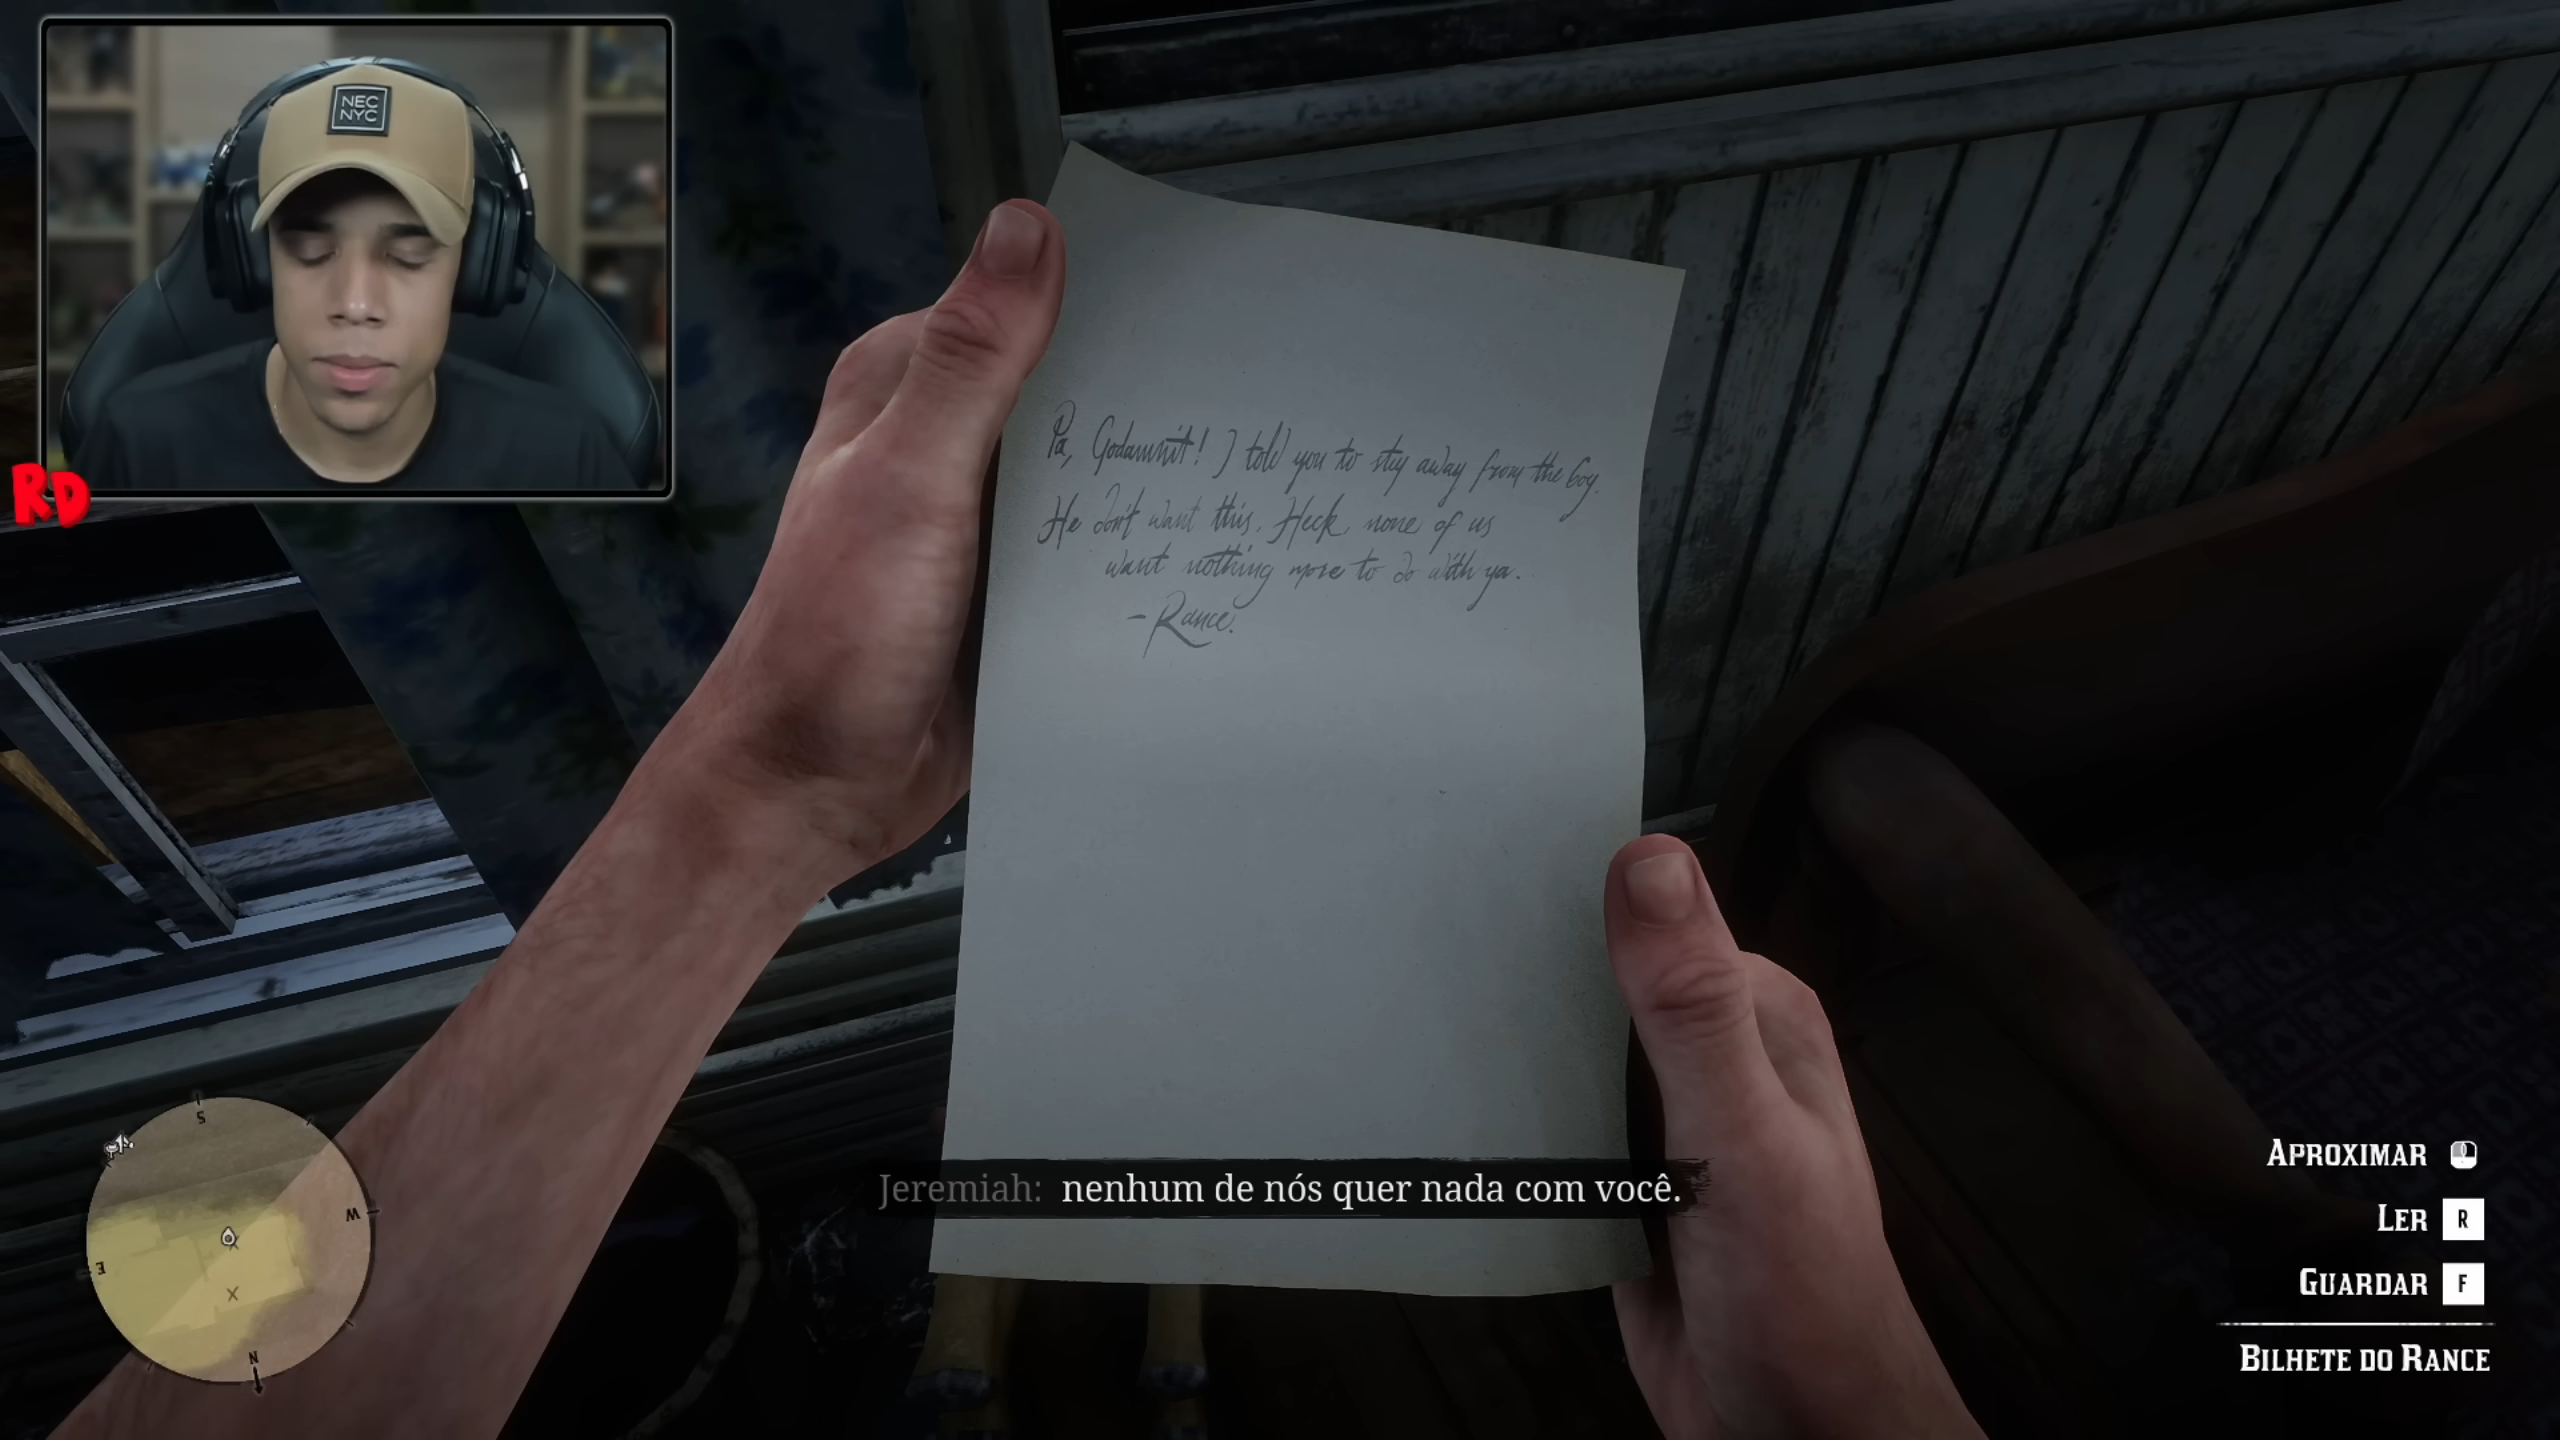 NEC
NYC
RD
Pa, Godamnit! I told you to stay away from the boy.
He don't want this. Heck none of us
want nothing more to do with ya.
- Rance.
Jeremiah: nenhum de nós quer nada com você.
S
W
E
N
APROXIMAR
LER R
GUARDAR F
BILHETE DO RANCE